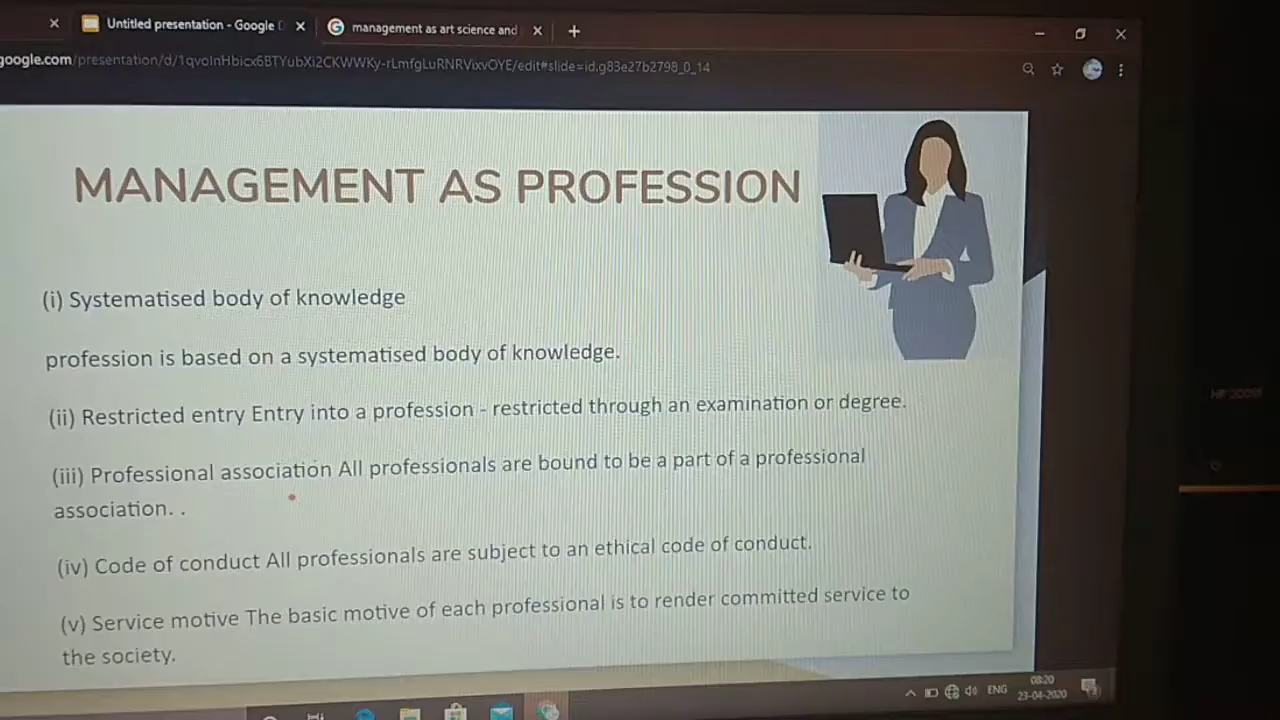 Untitled presentation - Google
management as art science and
google.com/presentation/d/1qvoInHbicx6BTYubXi2CKWWKy-rLmfgLuRNRVixvOYE/edit#slide=id.g83e27b2798_0_14
MANAGEMENT AS PROFESSION
(i) Systematised body of knowledge
profession is based on a systematised body of knowledge.
(ii) Restricted entry Entry into a profession - restricted through an examination or degree.
(iii) Professional association All professionals are bound to be a part of a professional
association. .
(iv) Code of conduct All professionals are subject to an ethical code of conduct.
(v) Service motive The basic motive of each professional is to render committed service to
the society.
ENG
08:20
23-04-2020